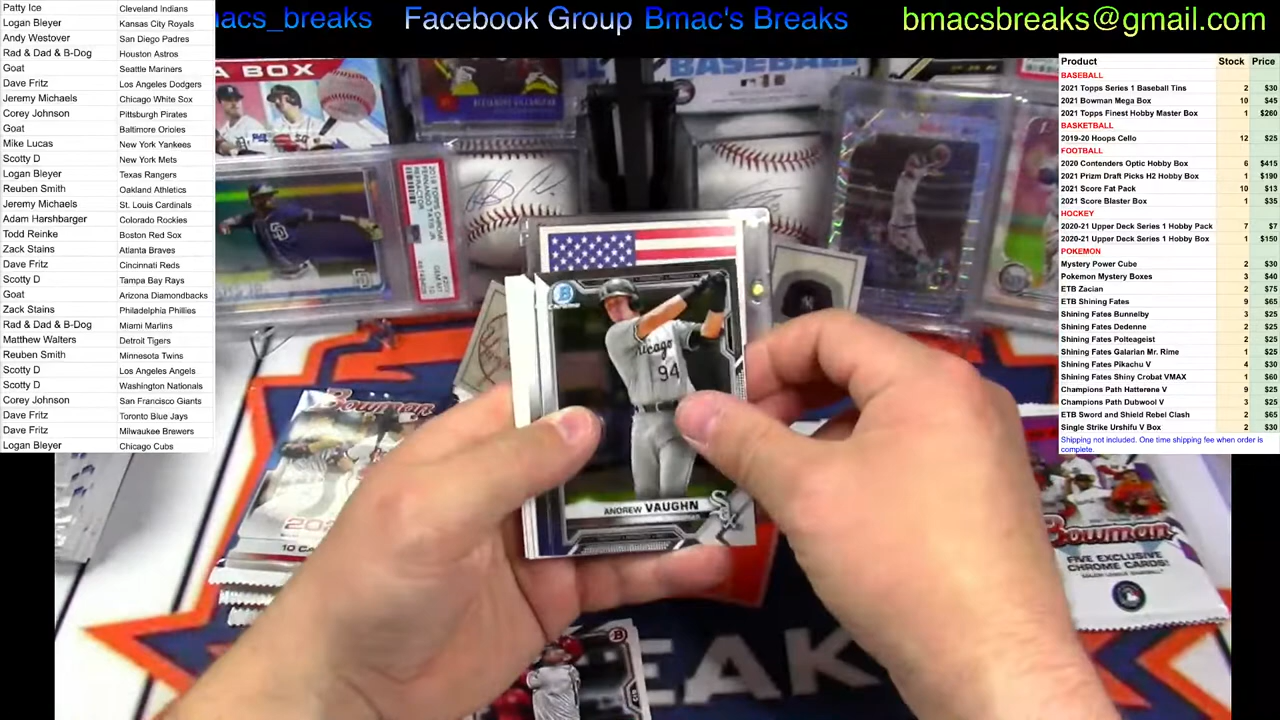 acs_breaks Facebook Group Bmac's Breaks bmacsbreaks@gmail.com
Patty Ice Cleveland Indians
Logan Bleyer Kansas City Royals
Andy Westover San Diego Padres
Rad & Dad & B-Dog Houston Astros
Goat Seattle Mariners
Dave Fritz Los Angeles Dodgers
Jeremy Michaels Chicago White Sox
Corey Johnson Pittsburgh Pirates
Goat Baltimore Orioles
Mike Lucas New York Yankees
Scotty D New York Mets
Logan Bleyer Texas Rangers
Reuben Smith Oakland Athletics
Jeremy Michaels St. Louis Cardinals
Adam Harshbarger Colorado Rockies
Todd Reinke Boston Red Sox
Zack Stains Atlanta Braves
Dave Fritz Cincinnati Reds
Scotty D Tampa Bay Rays
Goat Arizona Diamondbacks
Zack Stains Philadelphia Phillies
Rad & Dad & B-Dog Miami Marlins
Matthew Walters Detroit Tigers
Reuben Smith Minnesota Twins
Scotty D Los Angeles Angels
Scotty D Washington Nationals
Corey Johnson San Francisco Giants
Dave Fritz Toronto Blue Jays
Dave Fritz Milwaukee Brewers
Logan Bleyer Chicago Cubs
Product Stock Price
BASEBALL
2021 Topps Series 1 Baseball Tins 2 $30
2021 Bowman Mega Box 10 $45
2021 Topps Finest Hobby Master Box 1 $260
BASKETBALL
2019-20 Hoops Cello 12 $25
FOOTBALL
2020 Contenders Optic Hobby Box 6 $415
2021 Prizm Draft Picks H2 Hobby Box 1 $190
2021 Score Fat Pack 10 $13
2021 Score Blaster Box 1 $35
HOCKEY
2020-21 Upper Deck Series 1 Hobby Pack 7 $7
2020-21 Upper Deck Series 1 Hobby Box 1 $150
POKEMON
Mystery Power Cube 2 $30
Pokemon Mystery Boxes 3 $40
ETB Zacian 2 $75
ETB Shining Fates 9 $65
Shining Fates Bunnelby 3 $25
Shining Fates Dedenne 2 $25
Shining Fates Polteageist 2 $25
Shining Fates Galarian Mr. Rime 1 $25
Shining Fates Pikachu V 4 $30
Shining Fates Shiny Crobat VMAX 1 $60
Champions Path Hatterene V 9 $25
Champions Path Dubwool V 3 $25
ETB Sword and Shield Rebel Clash 2 $65
Single Strike Urshifu V Box 2 $30
Shipping not included. One time shipping fee when order is
complete.
A BOX
BASEBALL
Chrome
Chicago
94
ANDREW VAUGHN
Bowman
10
Bowman
FIVE EXCLUSIVE
CHROME CARDS!
EAK